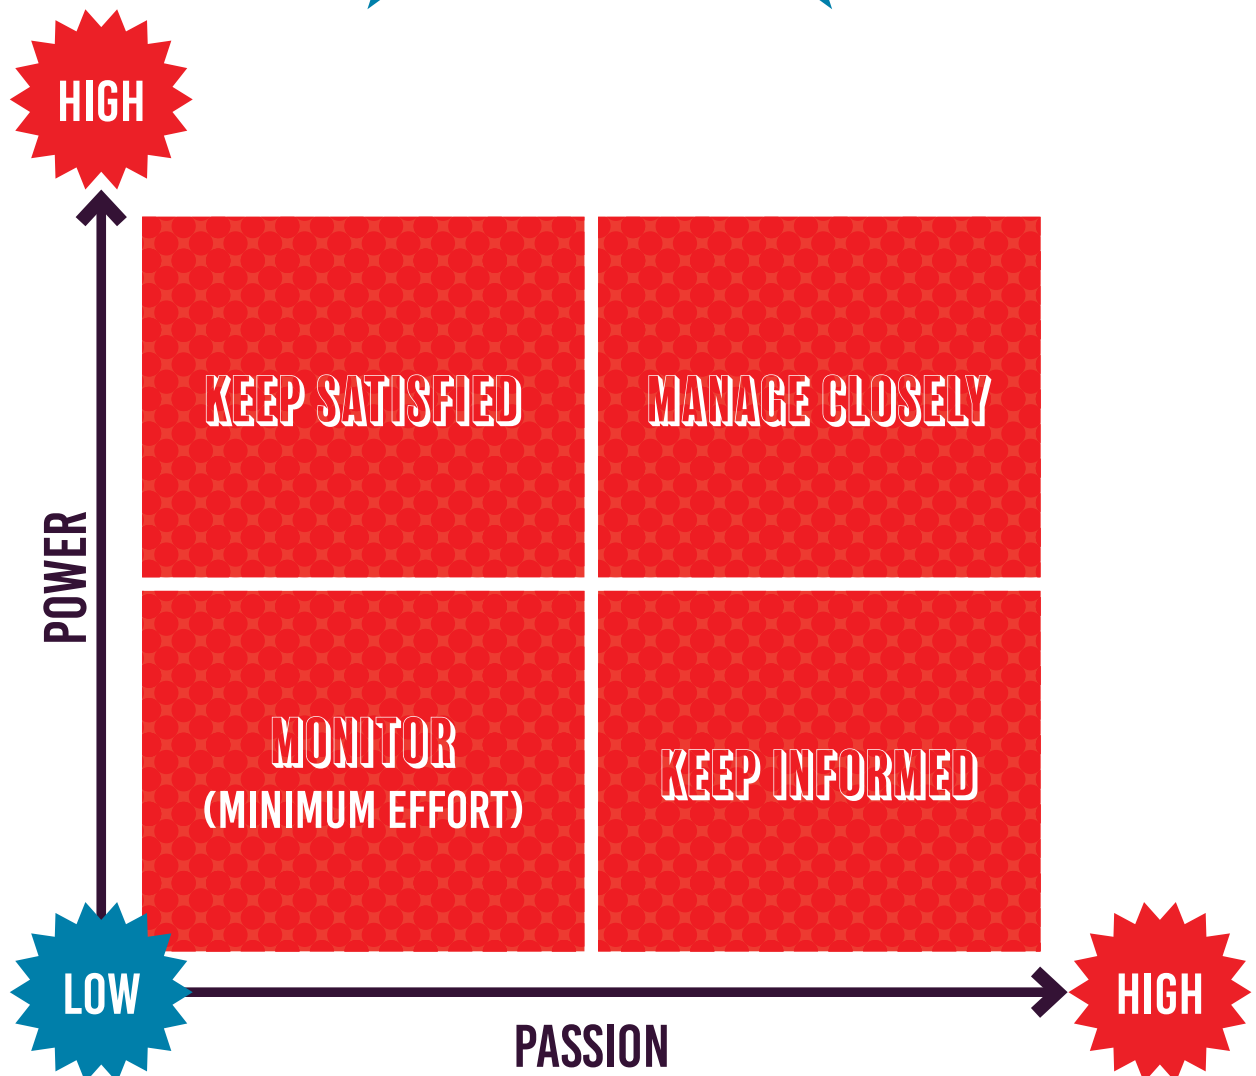 HIGH
KEEP SATISFIED
MANAGE CLOSELY
POWER
MONITOR
(MINIMUM EFFORT)
KEEP INFORMED
LOW
HIGH
PASSION